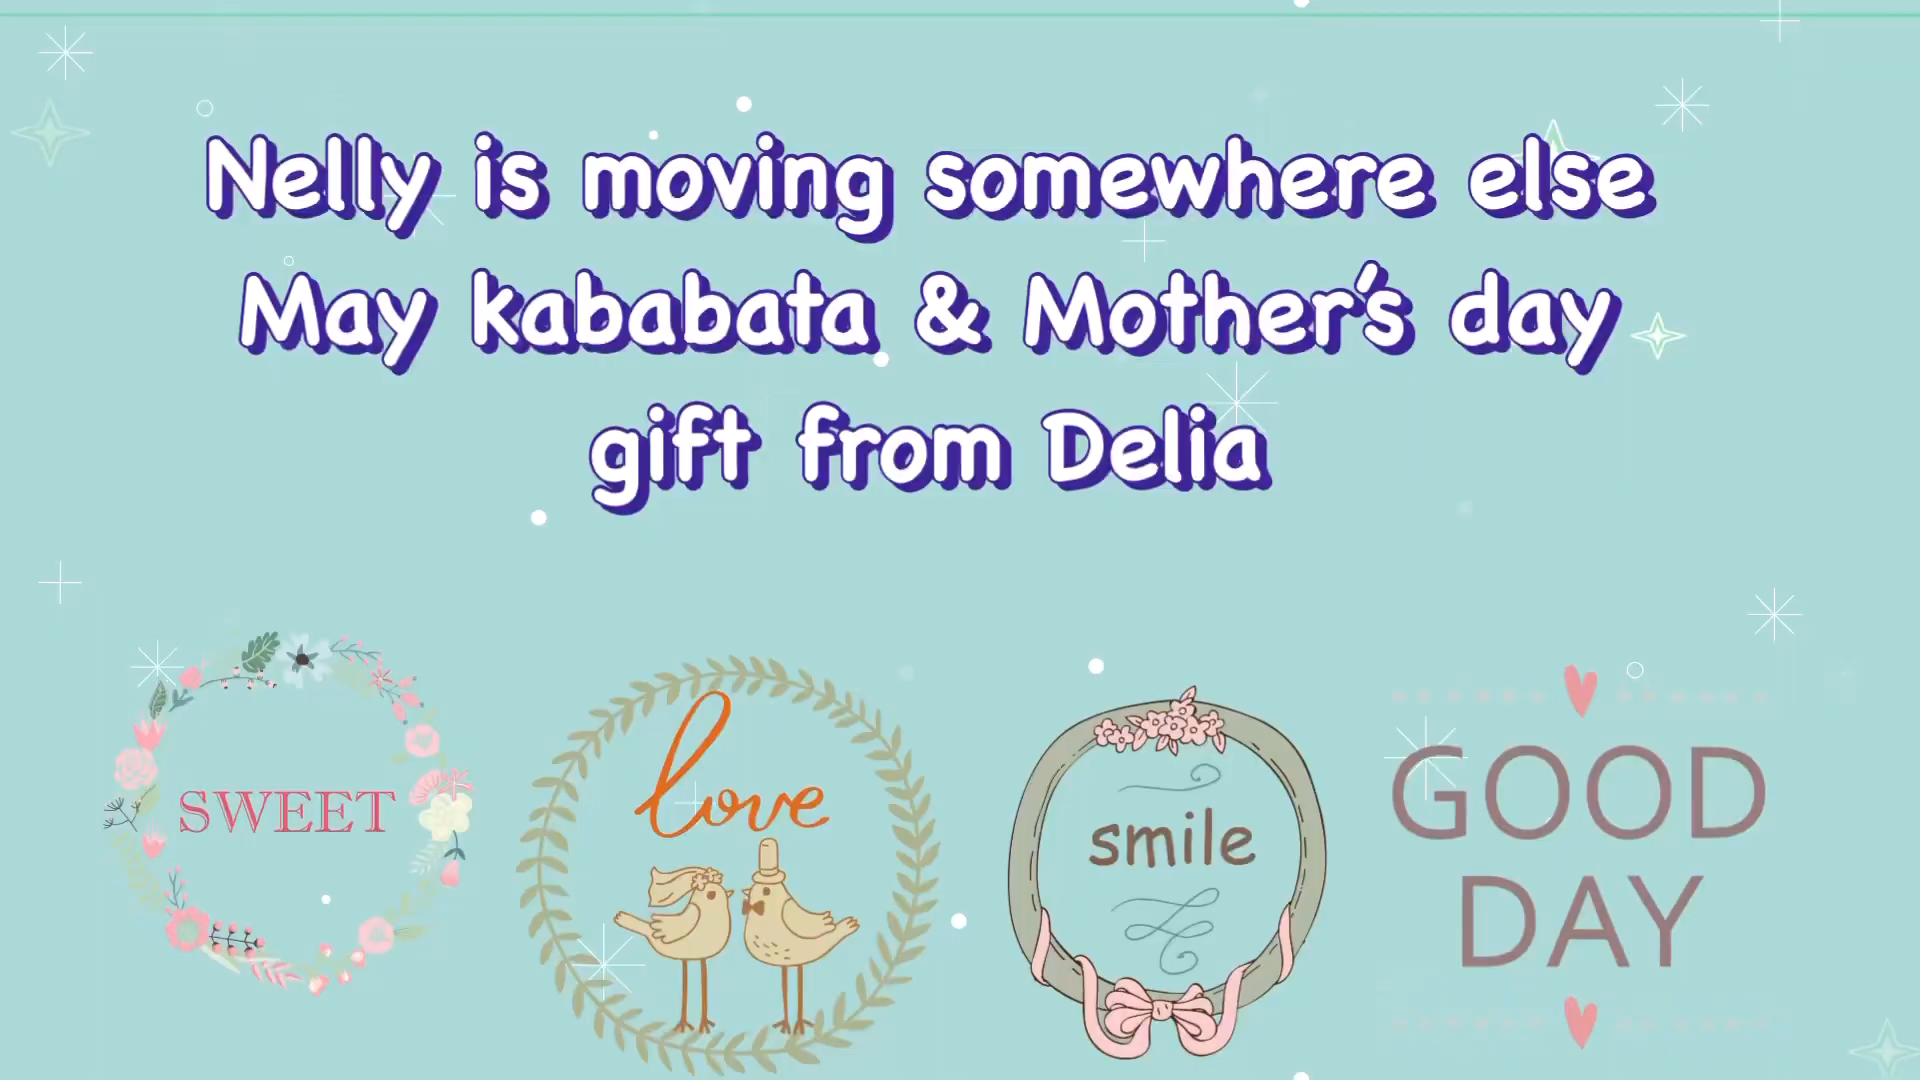 Nelly is moving somewhere else
May kababata & Mother's day
gift from Delia
SWEET
love
smile
GOOD
DAY